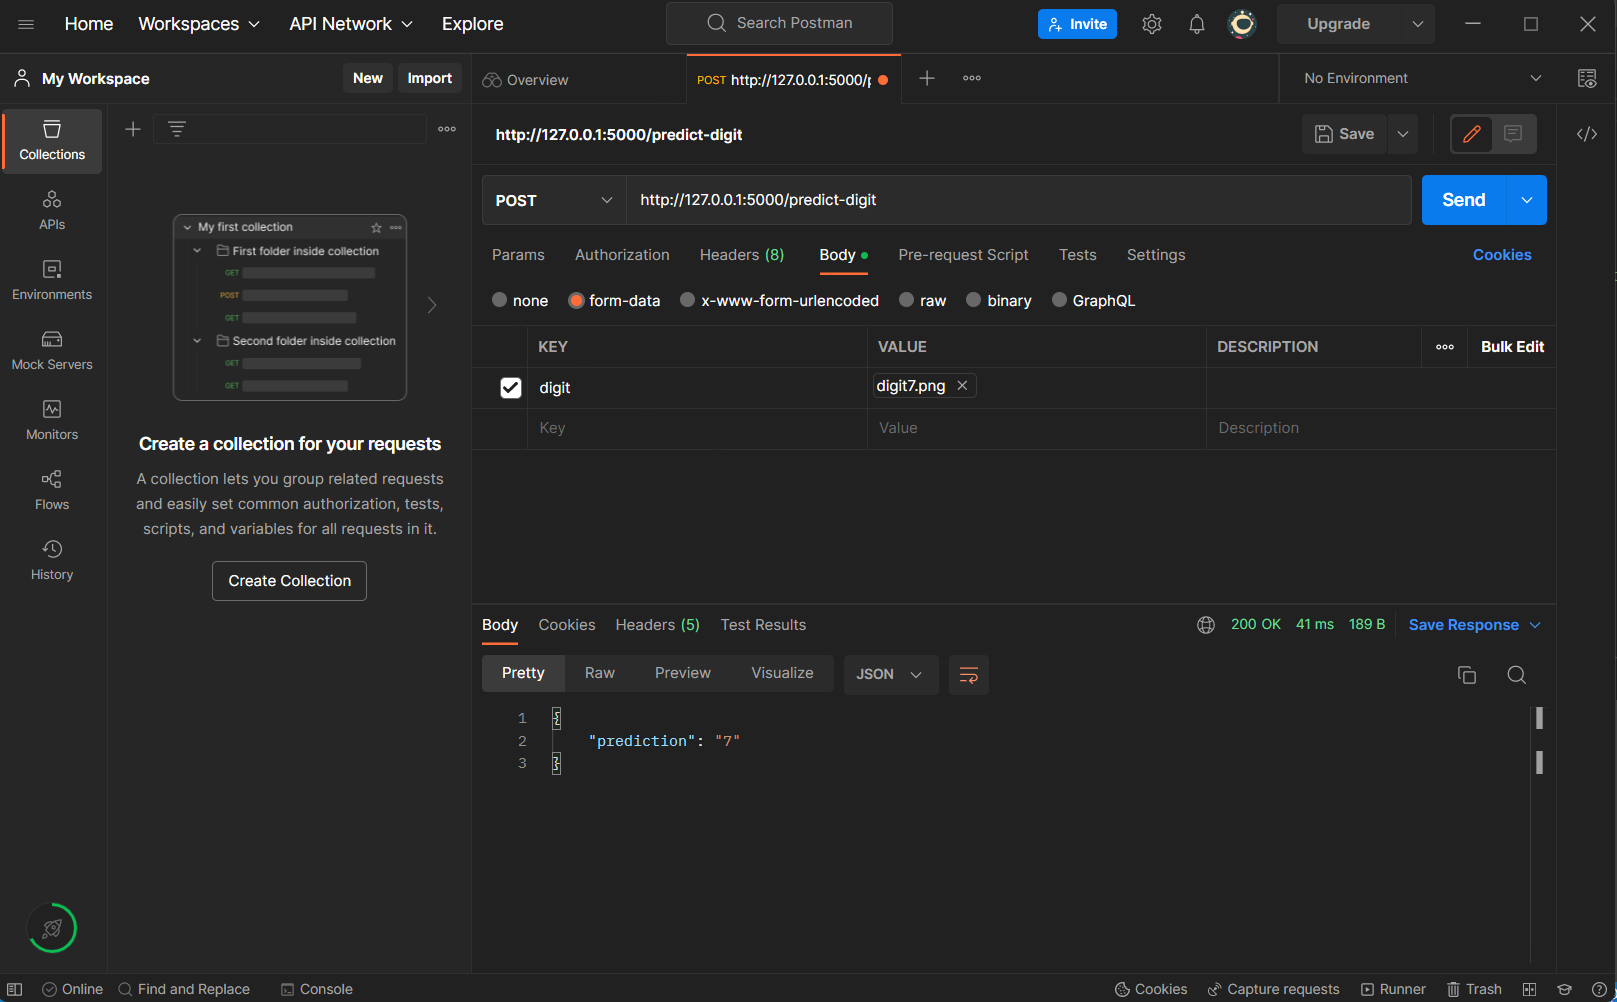 Home Workspaces API Network Explore Search Postman Invite Upgrade
My Workspace New Import
Overview POST http://127.0.0.1:5000/p No Environment
Collections
APIs
Environments
Mock Servers
Monitors
Flows
History
My first collection
First folder inside collection
GET
POST
GET
Second folder inside collection
GET
GET
Create a collection for your requests
A collection lets you group related requests
and easily set common authorization, tests,
scripts, and variables for all requests in it.
Create Collection
http://127.0.0.1:5000/predict-digit Save
POST http://127.0.0.1:5000/predict-digit Send
Params Authorization Headers (8) Body Pre-request Script Tests Settings Cookies
none form-data x-www-form-urlencoded raw binary GraphQL
KEY VALUE DESCRIPTION Bulk Edit
digit digit7.png
Key Value Description
Body Cookies Headers (5) Test Results 200 OK 41 ms 189 B Save Response
Pretty Raw Preview Visualize JSON
1 {
2 "prediction": "7"
3 }
Online Find and Replace Console Cookies Capture requests Runner Trash